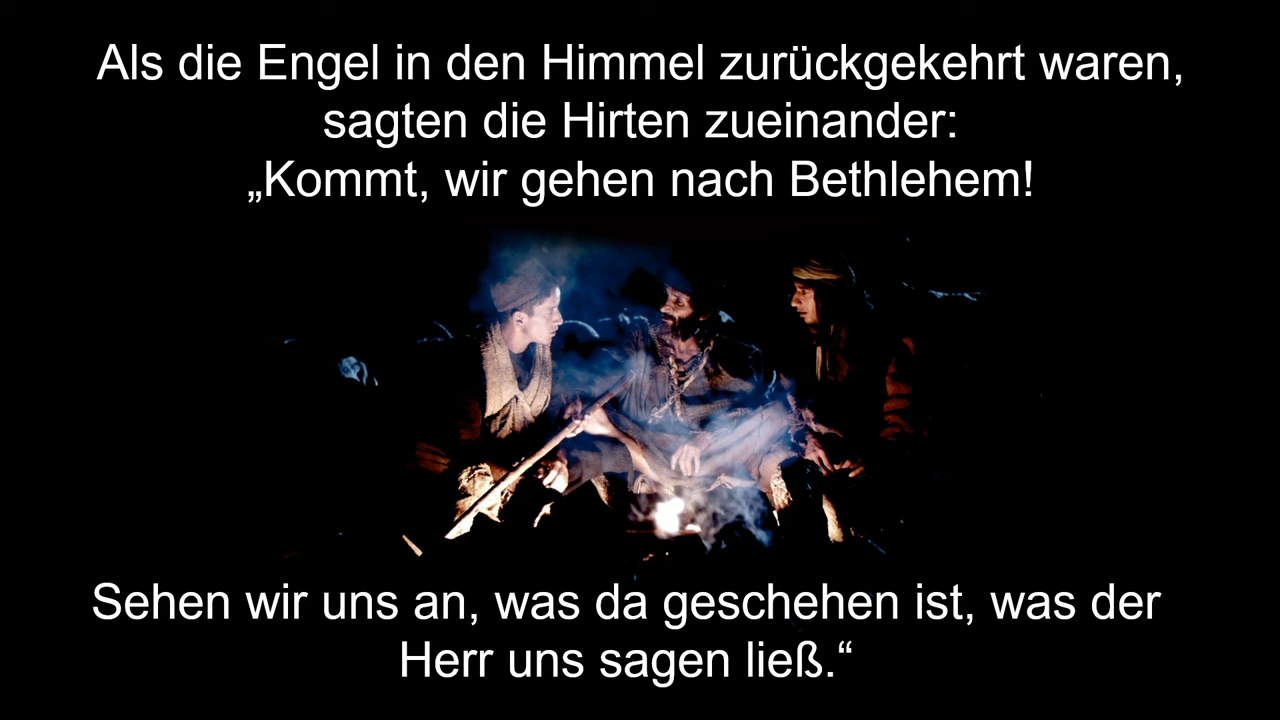 Als die Engel in den Himmel zurückgekehrt waren,
sagten die Hirten zueinander:
„Kommt, wir gehen nach Bethlehem!
Sehen wir uns an, was da geschehen ist, was der
Herr uns sagen ließ.“